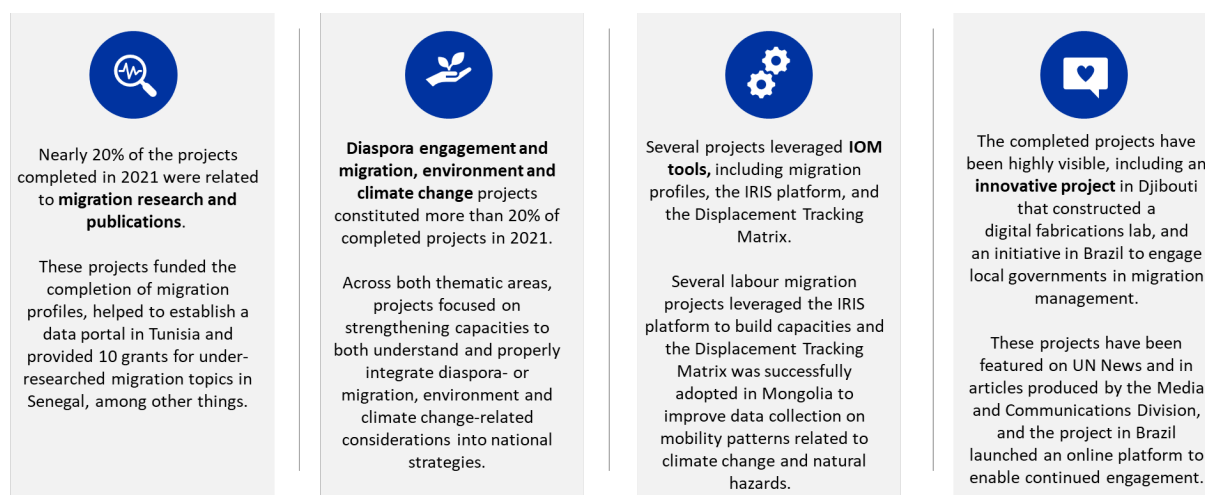 Nearly 20% of the projects
completed in 2021 were related
to migration research and
publications.
These projects funded the
completion of migration
profiles, helped to establish a
data portal in Tunisia and
provided 10 grants for under-
researched migration topics in
Senegal, among other things.
Diaspora engagement and
migration, environment and
climate change projects
constituted more than 20% of
completed projects in 2021.
Across both thematic areas,
projects focused on
strengthening capacities to
both understand and properly
integrate diaspora- or
migration, environment and
climate change-related
considerations into national
strategies.
Several projects leveraged IOM
tools, including migration
profiles, the IRIS platform, and
the Displacement Tracking
Matrix.
Several labour migration
projects leveraged the IRIS
platform to build capacities and
the Displacement Tracking
Matrix was successfully
adopted in Mongolia to
improve data collection on
mobility patterns related to
climate change and natural
hazards.
The completed projects have
been highly visible, including an
innovative project in Djibouti
that constructed a
digital fabrications lab, and
an initiative in Brazil to engage
local governments in migration
management.
These projects have been
featured on UN News and in
articles produced by the Media
and Communications Division,
and the project in Brazil
launched an online platform to
enable continued engagement.